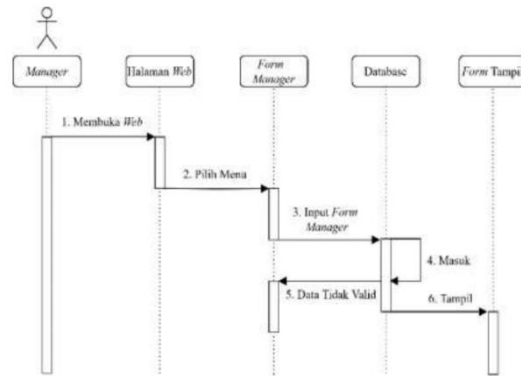 Manager
Halaman Web
Form
Manager
Database
Form Tampil
1. Membuka Web
2. Pilih Menu
3. Input Form
Manager
4. Masuk
5. Data Tidak Valid
6. Tampil